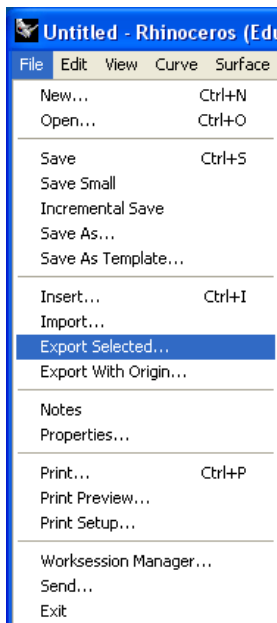 Untitled - Rhinoceros (Edu
File Edit View Curve Surface
New... Ctrl+N
Open... Ctrl+O
Save Ctrl+S
Save Small
Incremental Save
Save As...
Save As Template...
Insert... Ctrl+I
Import...
Export Selected...
Export With Origin...
Notes
Properties...
Print... Ctrl+P
Print Preview...
Print Setup...
Worksession Manager...
Send...
Exit